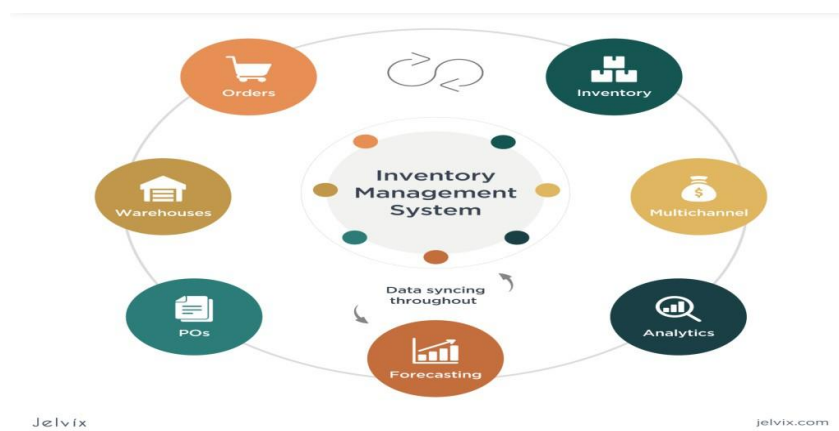 Orders
Inventory
Inventory
Management
System
Warehouses
Multichannel
$
Data syncing
throughout
POs
Analytics
Forecasting
Jelvix
jelvix.com